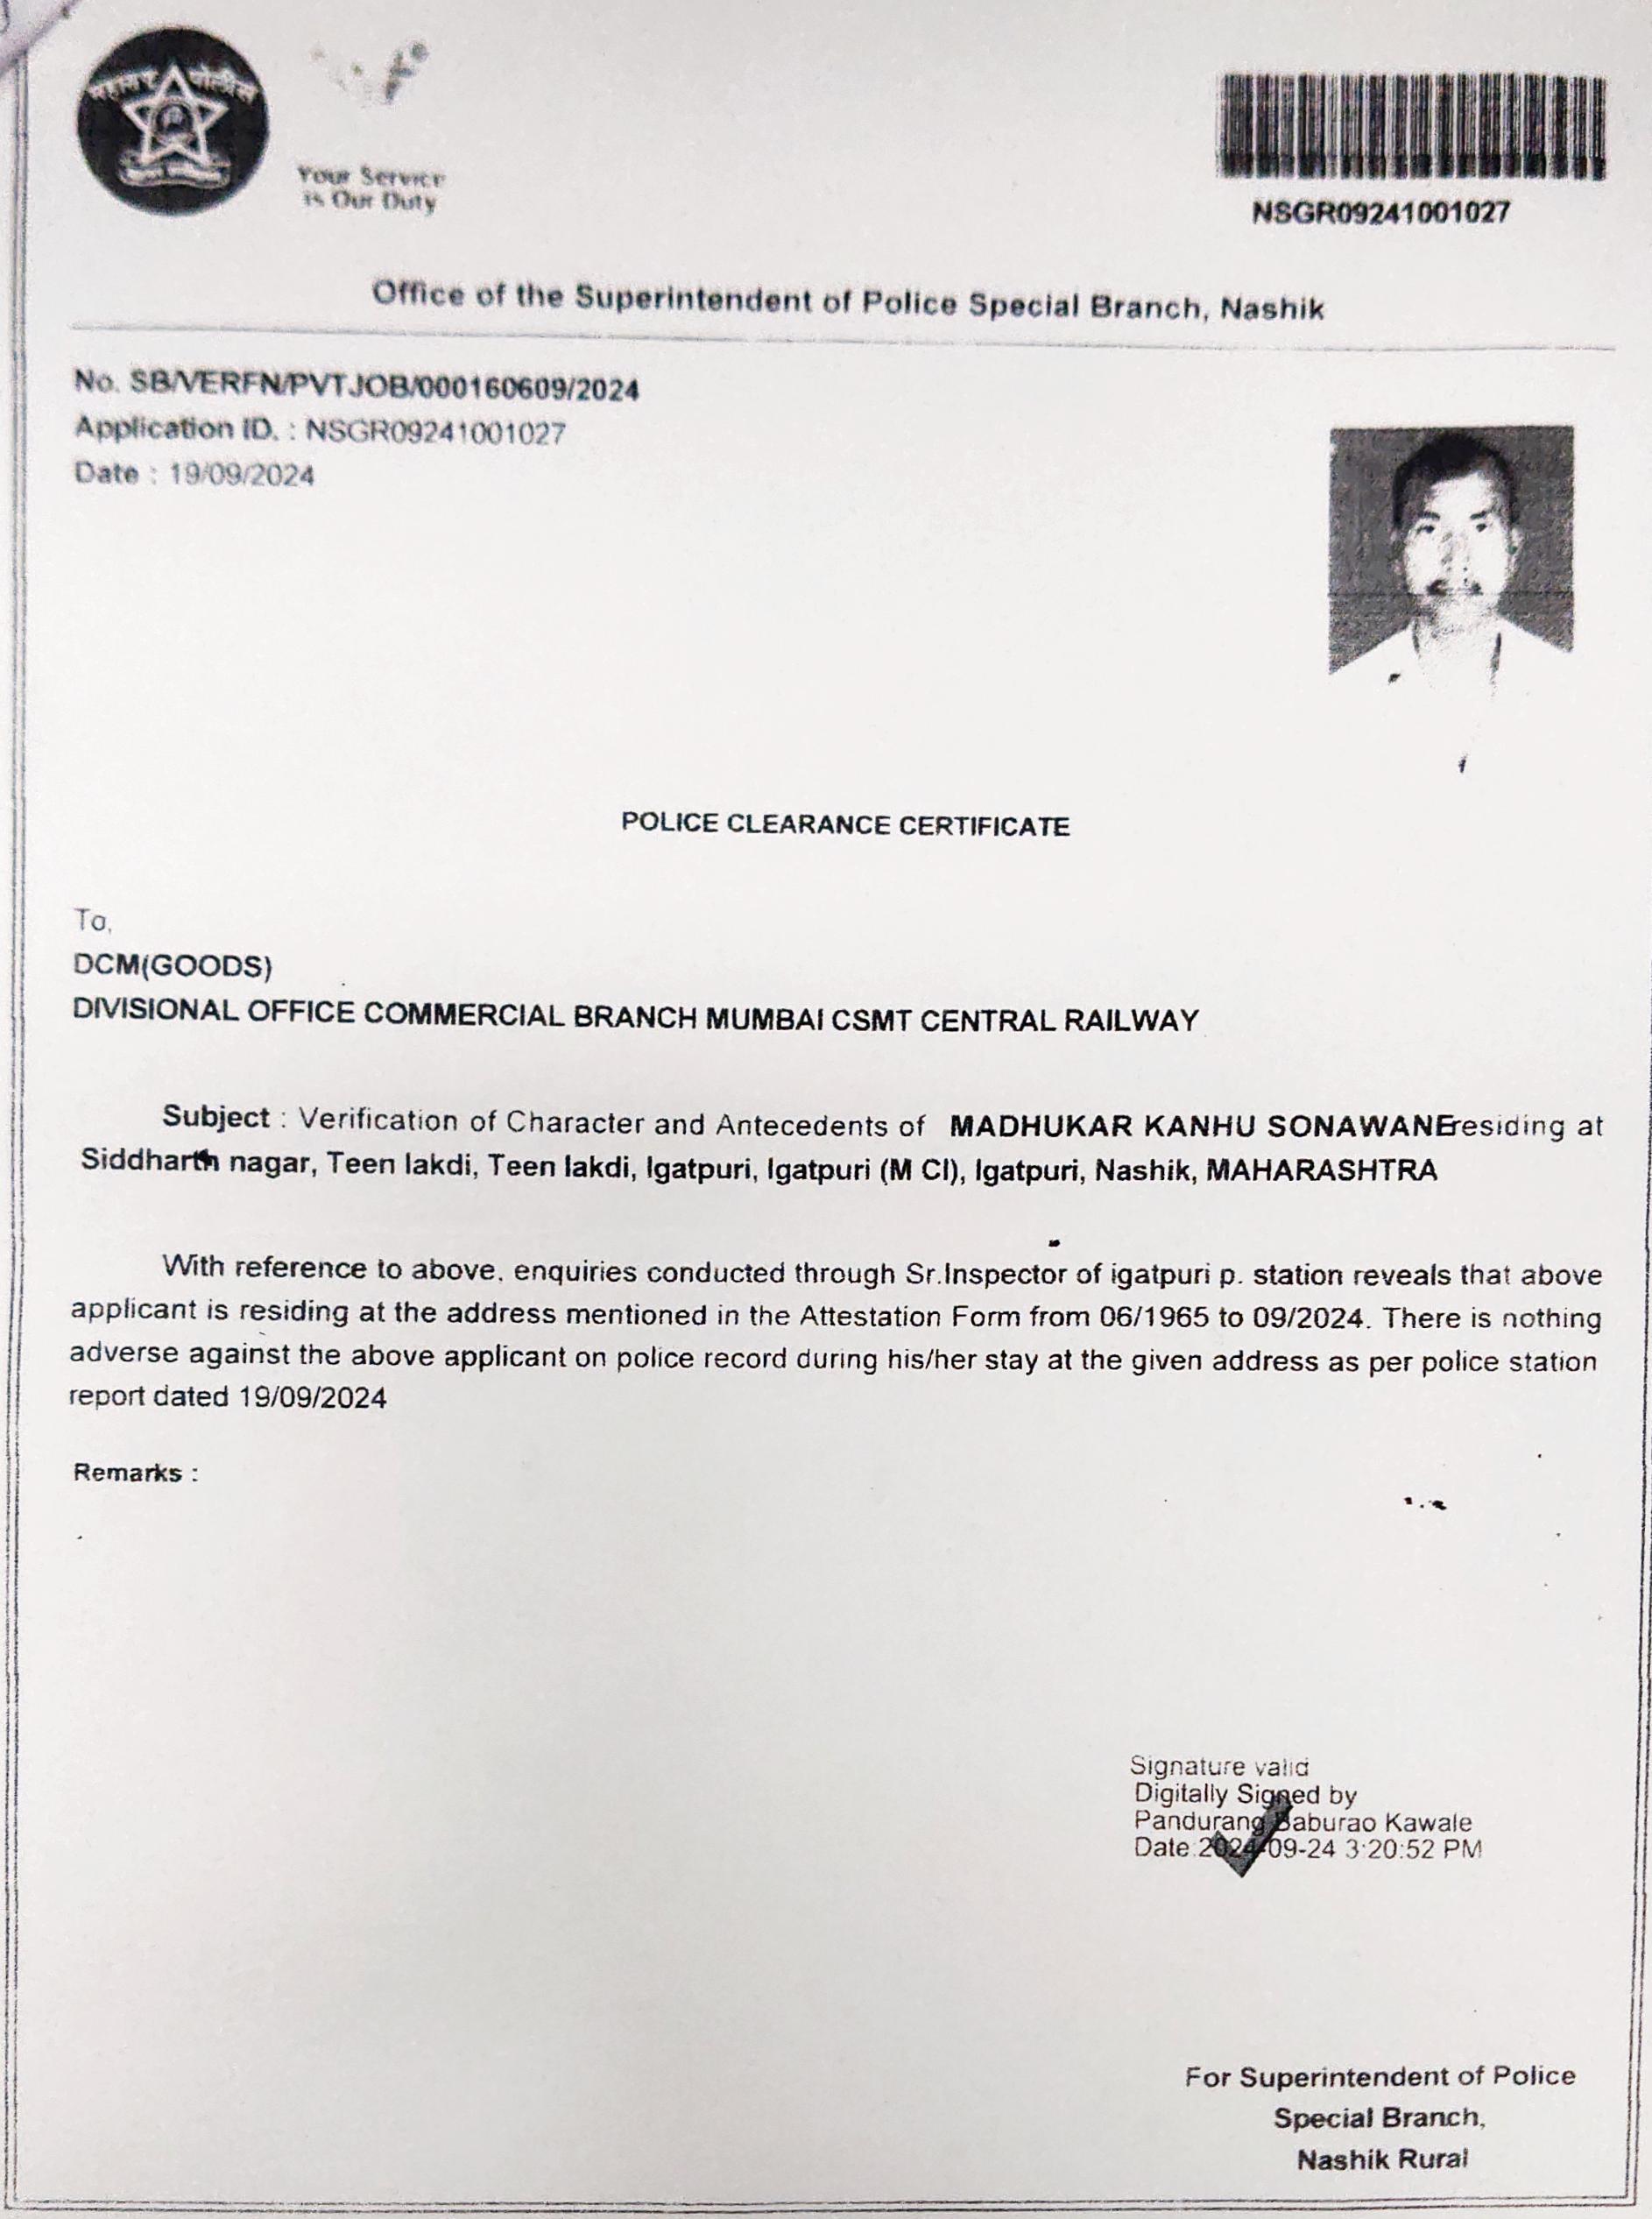 महाराष्ट्र पोलीस
Your Service
is Our Duty
NSGR09241001027
Office of the Superintendent of Police Special Branch, Nashik
No. SB/VERFN/PVTJOB/000160609/2024
Application ID. : NSGR09241001027
Date : 19/09/2024
POLICE CLEARANCE CERTIFICATE
To,
DCM(GOODS)
DIVISIONAL OFFICE COMMERCIAL BRANCH MUMBAI CSMT CENTRAL RAILWAY
Subject : Verification of Character and Antecedents of MADHUKAR KANHU SONAWANE residing at
Siddharth nagar, Teen lakdi, Teen lakdi, Igatpuri, Igatpuri (M Cl), Igatpuri, Nashik, MAHARASHTRA
With reference to above, enquiries conducted through Sr.Inspector of igatpuri p. station reveals that above
applicant is residing at the address mentioned in the Attestation Form from 06/1965 to 09/2024. There is nothing
adverse against the above applicant on police record during his/her stay at the given address as per police station
report dated 19/09/2024
Remarks :
Signature valid
Digitally Signed by
Pandurang Baburao Kawale
Date:2024-09-24 3:20:52 PM
For Superintendent of Police
Special Branch,
Nashik Rural